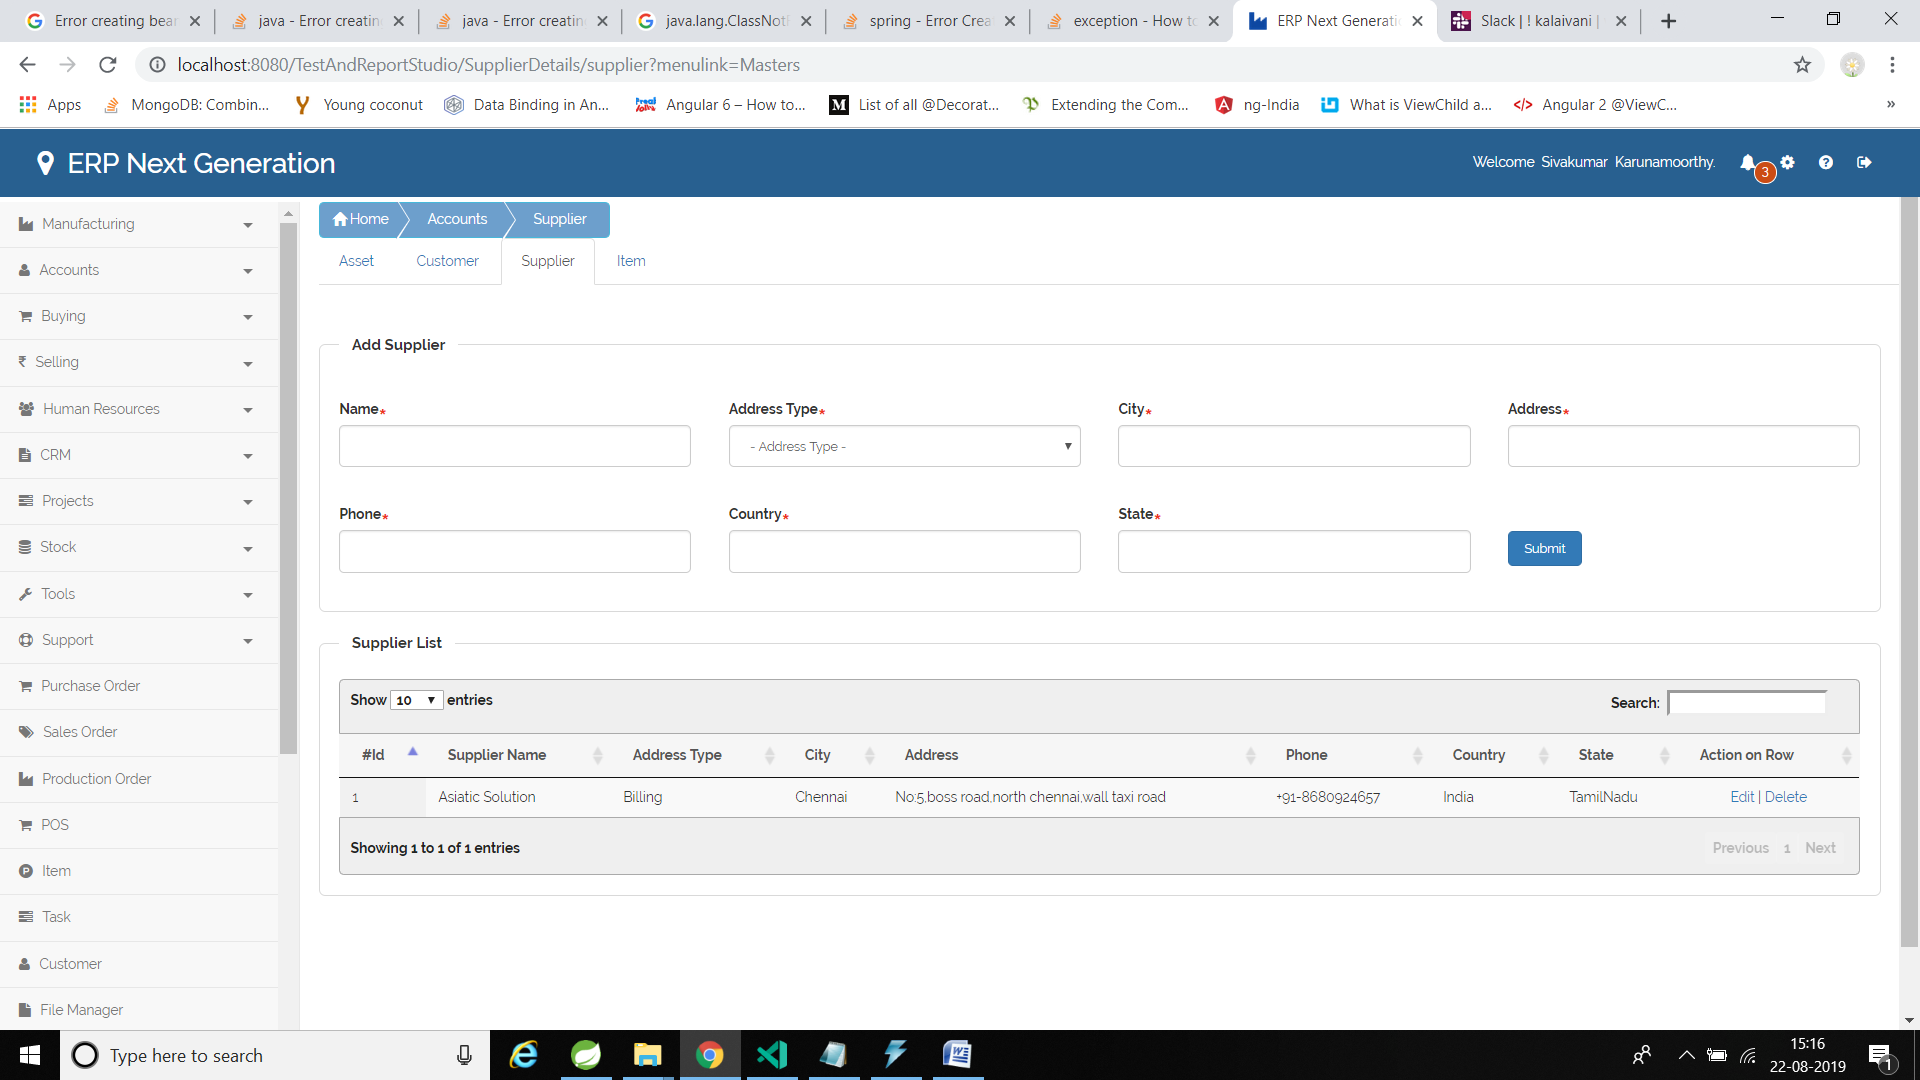 Error creating bear
java - Error creatin
java - Error creatin
java.lang.ClassNotF
spring - Error Crea
exception - How to
ERP Next Generati
Slack | ! kalaivani |
localhost:8080/TestAndReportStudio/SupplierDetails/supplier?menulink=Masters
Apps
MongoDB: Combin...
Young coconut
Data Binding in An...
Angular 6 – How to...
List of all @Decorat...
Extending the Com...
ng-India
What is ViewChild a...
Angular 2 @ViewC...
»
ERP Next Generation
Welcome Sivakumar Karunamoorthy.
3
Manufacturing
Accounts
Buying
Selling
Human Resources
CRM
Projects
Stock
Tools
Support
Purchase Order
Sales Order
Production Order
POS
Item
Task
Customer
File Manager
Home Accounts Supplier
Asset Customer Supplier Item
Add Supplier
Name* Address Type* City* Address*
- Address Type -
Phone* Country* State*
Submit
Supplier List
Show 10 entries Search:
#Id Supplier Name Address Type City Address Phone Country State Action on Row
1 Asiatic Solution Billing Chennai No:5,boss road,north chennai,wall taxi road +91-8680924657 India TamilNadu Edit | Delete
Showing 1 to 1 of 1 entries Previous 1 Next
Type here to search
15:16
22-08-2019
1